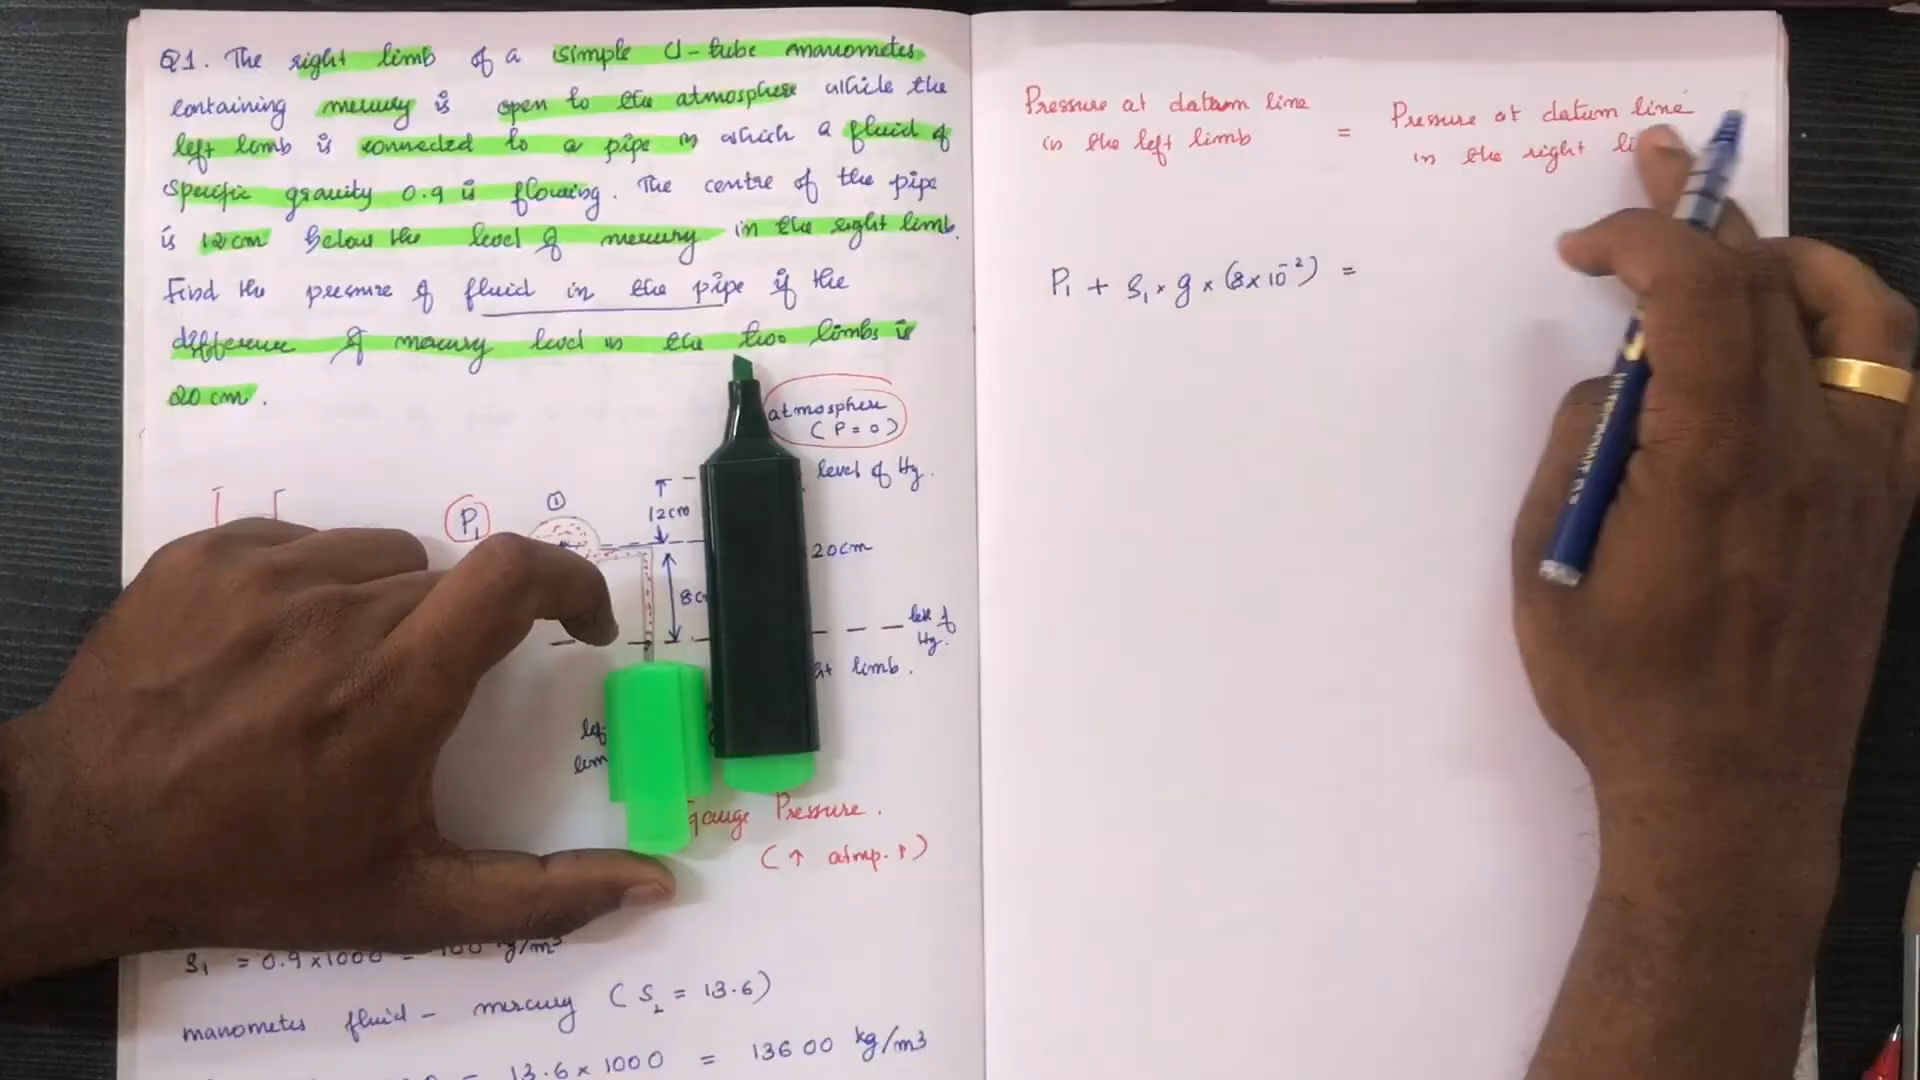 Q1. The right limb of a simple U-tube manometer
containing mercury is open to the atmosphere while the
left limb is connected to a pipe in which a fluid of
specific gravity 0.9 is flowing. The centre of the pipe
is 12 cm below the level of mercury in the right limb.
Find the pressure of fluid in the pipe if the
difference of mercury level in the two limbs is
20 cm.
atmosphere
(P = 0)
level of Hg.
P₁
①
12cm
20cm
8c
Hg.
limb.
Gauge Pressure.
(↑ atmp. P)
S₁ = 0.9 x 1000 =
manometer fluid - mercury (S₂ = 13.6)
= 13.6 x 1000 = 13600 kg/m3
Pressure at datum line
in the left limb
=
Pressure at datum line
in the right
P₁ + S₁ x g x (8 x 10⁻²) =